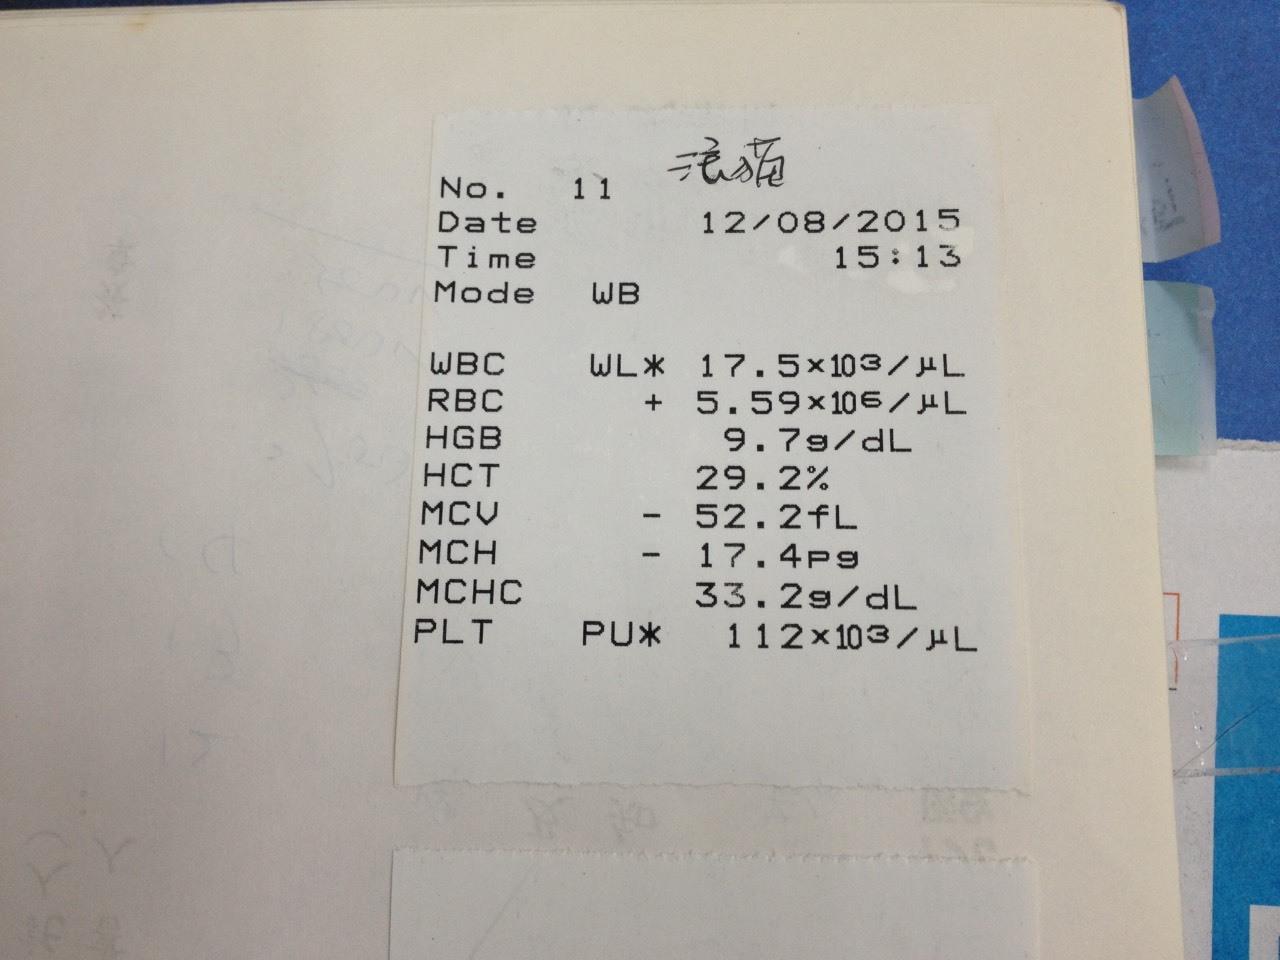 浪猫
No. 11
Date 12/08/2015
Time 15:13
Mode WB
WBC WL* 17.5×10³/μL
RBC + 5.59×10⁶/μL
HGB 9.7g/dL
HCT 29.2%
MCV - 52.2fL
MCH - 17.4pg
MCHC 33.2g/dL
PLT PU* 112×10³/μL